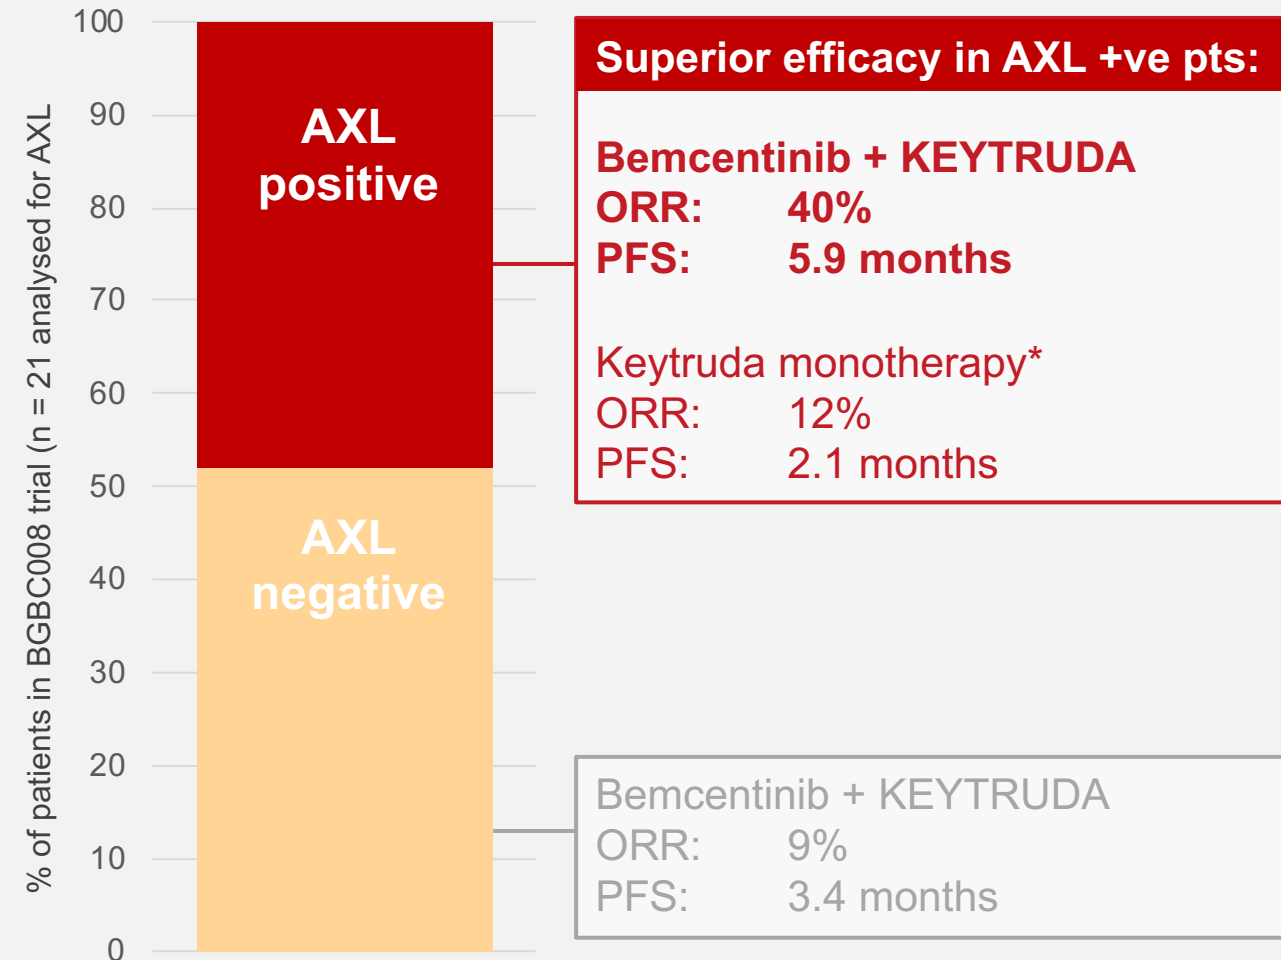 % of patients in BGBC008 trial (n = 21 analysed for AXL
100
90
80
70
60
50
40
30
20
10
0
AXL
positive
AXL
negative
Superior efficacy in AXL +ve pts:
Bemcentinib + KEYTRUDA
ORR: 40%
PFS: 5.9 months
Keytruda monotherapy*
ORR: 12%
PFS: 2.1 months
Bemcentinib + KEYTRUDA
ORR: 9%
PFS: 3.4 months